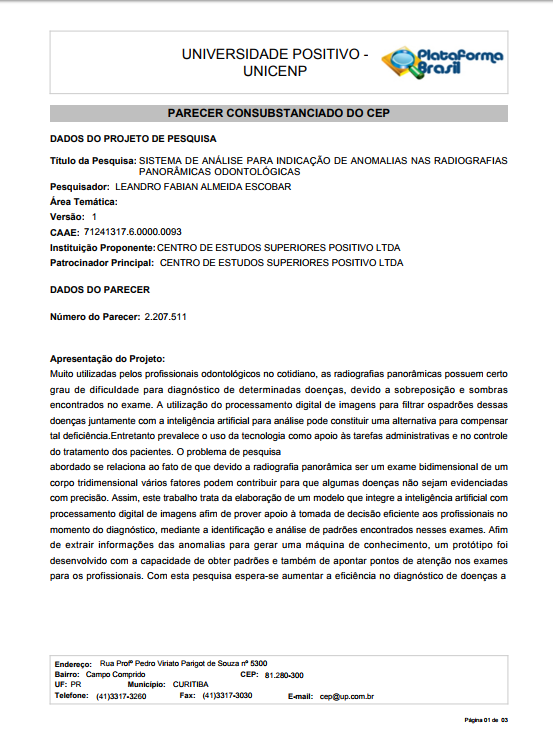 UNIVERSIDADE POSITIVO -
UNICENP
Plataforma
Brasil
PARECER CONSUBSTANCIADO DO CEP
DADOS DO PROJETO DE PESQUISA
Título da Pesquisa: SISTEMA DE ANÁLISE PARA INDICAÇÃO DE ANOMALIAS NAS RADIOGRAFIAS
PANORÂMICAS ODONTOLÓGICAS
Pesquisador: LEANDRO FABIAN ALMEIDA ESCOBAR
Área Temática:
Versão: 1
CAAE: 71241317.6.0000.0093
Instituição Proponente: CENTRO DE ESTUDOS SUPERIORES POSITIVO LTDA
Patrocinador Principal: CENTRO DE ESTUDOS SUPERIORES POSITIVO LTDA
DADOS DO PARECER
Número do Parecer: 2.207.511
Apresentação do Projeto:
Muito utilizadas pelos profissionais odontológicos no cotidiano, as radiografias panorâmicas possuem certo
grau de dificuldade para diagnóstico de determinadas doenças, devido a sobreposição e sombras
encontrados no exame. A utilização do processamento digital de imagens para filtrar ospadrões dessas
doenças juntamente com a inteligência artificial para análise pode constituir uma alternativa para compensar
tal deficiência.Entretanto prevalece o uso da tecnologia como apoio às tarefas administrativas e no controle
do tratamento dos pacientes. O problema de pesquisa
abordado se relaciona ao fato de que devido a radiografia panorâmica ser um exame bidimensional de um
corpo tridimensional vários fatores podem contribuir para que algumas doenças não sejam evidenciadas
com precisão. Assim, este trabalho trata da elaboração de um modelo que integre a inteligência artificial com
processamento digital de imagens afim de prover apoio à tomada de decisão eficiente aos profissionais no
momento do diagnóstico, mediante a identificação e análise de padrões encontrados nesses exames. Afim
de extrair informações das anomalias para gerar uma máquina de conhecimento, um protótipo foi
desenvolvido com a capacidade de obter padrões e também de apontar pontos de atenção nos exames
para os profissionais. Com esta pesquisa espera-se aumentar a eficiência no diagnóstico de doenças a
Endereço: Rua Profº Pedro Viriato Parigot de Souza nº 5300
Bairro: Campo Comprido CEP: 81.280-300
UF: PR Município: CURITIBA
Telefone: (41)3317-3260 Fax: (41)3317-3030 E-mail: cep@up.com.br
Página 01 de 03